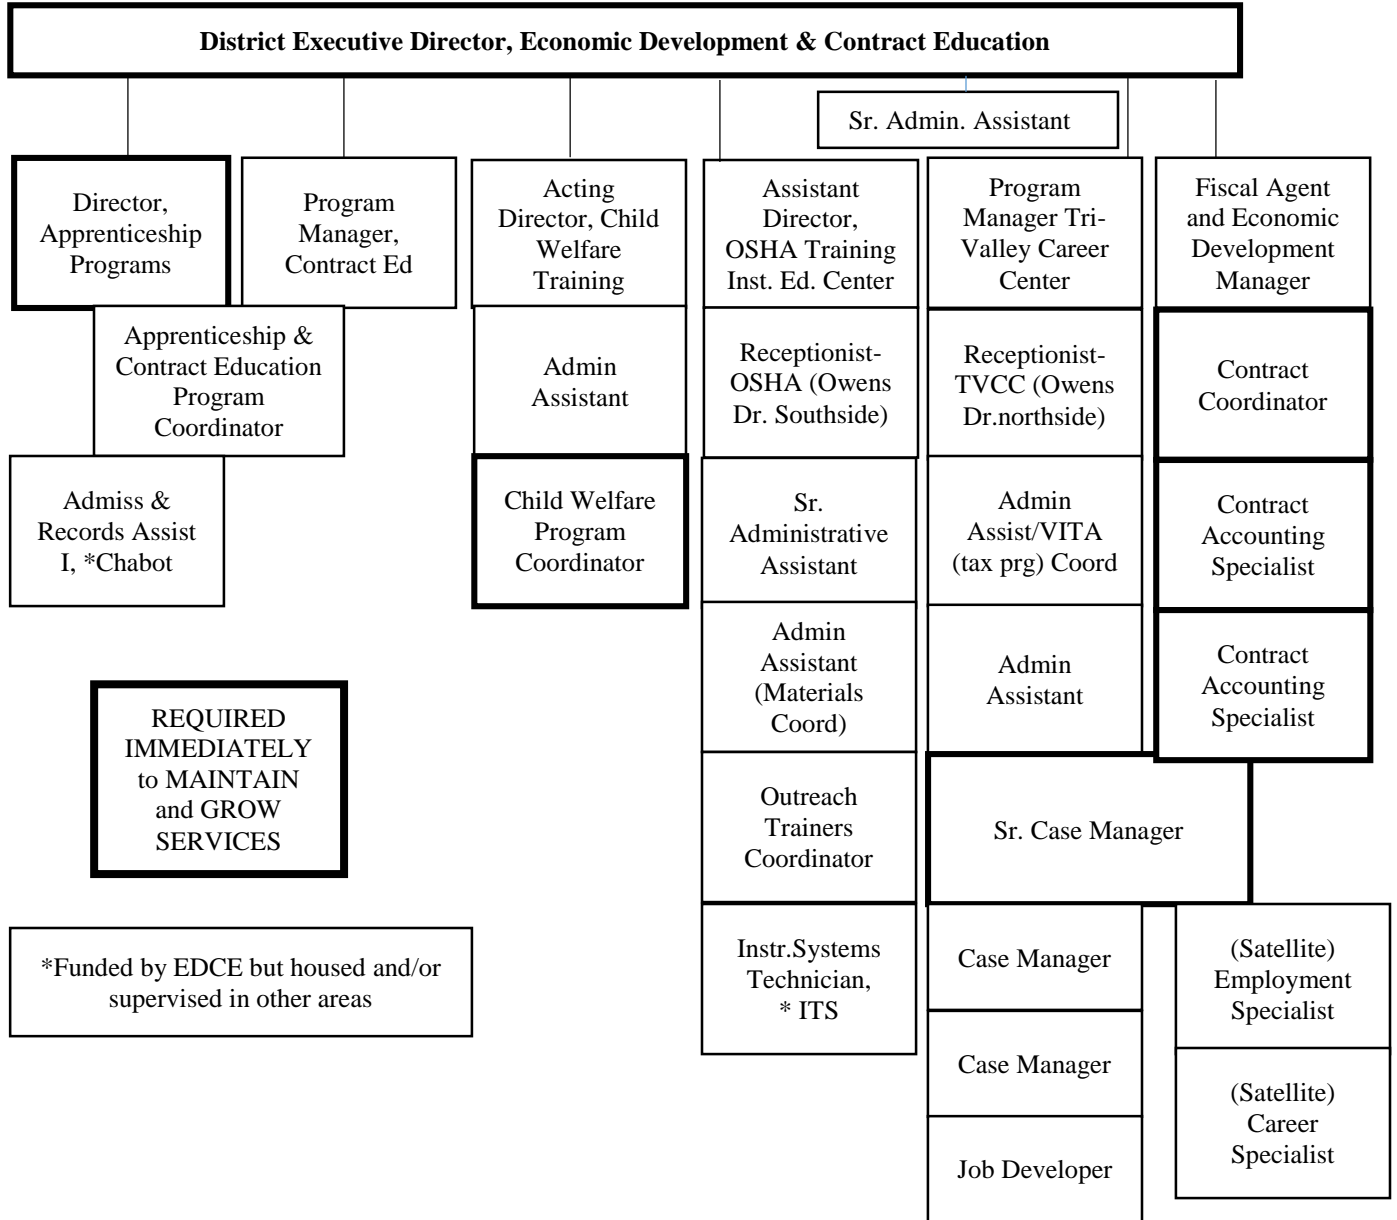 District Executive Director, Economic Development & Contract Education
Sr. Admin. Assistant
Director,
Apprenticeship
Programs
Program
Manager,
Contract Ed
Acting
Director, Child
Welfare
Training
Assistant
Director,
OSHA Training
Inst. Ed. Center
Program
Manager Tri-
Valley Career
Center
Fiscal Agent
and Economic
Development
Manager
Apprenticeship &
Contract Education
Program
Coordinator
Admin
Assistant
Receptionist-
OSHA (Owens
Dr. Southside)
Receptionist-
TVCC (Owens
Dr.northside)
Contract
Coordinator
Admiss &
Records Assist
I, *Chabot
Child Welfare
Program
Coordinator
Sr.
Administrative
Assistant
Admin
Assist/VITA
(tax prg) Coord
Contract
Accounting
Specialist
Admin
Assistant
(Materials
Coord)
Admin
Assistant
Contract
Accounting
Specialist
REQUIRED
IMMEDIATELY
to MAINTAIN
and GROW
SERVICES
Outreach
Trainers
Coordinator
Sr. Case Manager
*Funded by EDCE but housed and/or
supervised in other areas
Instr.Systems
Technician,
* ITS
Case Manager
(Satellite)
Employment
Specialist
Case Manager
(Satellite)
Career
Specialist
Job Developer